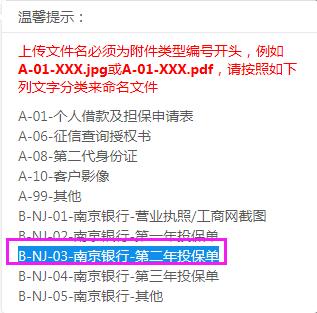 温馨提示：
上传文件名必须为附件类型编号开头，例如
A-01-XXX.jpg或A-01-XXX.pdf，请按照如下
列文字分类来命名文件
A-01-个人借款及担保申请表
A-06-征信查询授权书
A-08-第二代身份证
A-10-客户影像
A-99-其他
B-NJ-01-南京银行-营业执照/工商网截图
B-NJ-02-南京银行-第一年投保单
B-NJ-03-南京银行-第二年投保单
B-NJ-04-南京银行-第三年投保单
B-NJ-05-南京银行-其他